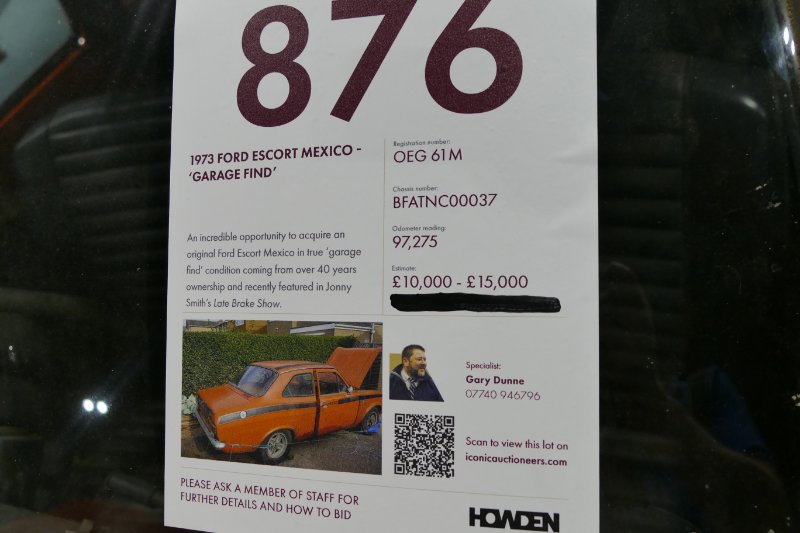 876
1973 FORD ESCORT MEXICO -
‘GARAGE FIND’
An incredible opportunity to acquire an
original Ford Escort Mexico in true ‘garage
find’ condition coming from over 40 years
ownership and recently featured in Jonny
Smith’s Late Brake Show.
Registration number:
OEG 61M
Chassis number:
BFATNC00037
Odometer reading:
97,275
Estimate:
£10,000 - £15,000
Specialist:
Gary Dunne
07740 946796
Scan to view this lot on
iconicauctioneers.com
PLEASE ASK A MEMBER OF STAFF FOR
FURTHER DETAILS AND HOW TO BID
HOWDEN